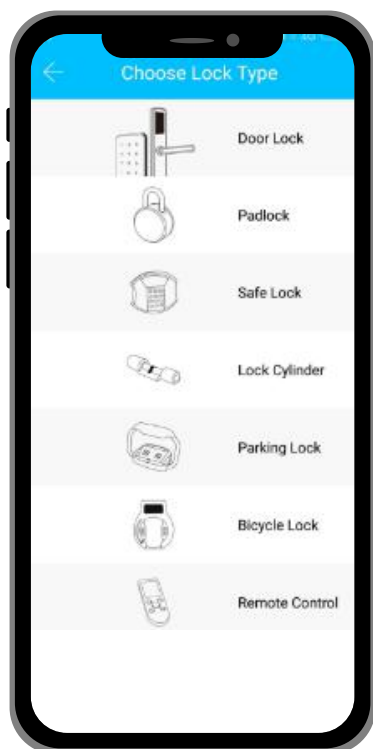 Choose Lock Type
Door Lock
Padlock
Safe Lock
Lock Cylinder
Parking Lock
Bicycle Lock
Remote Control